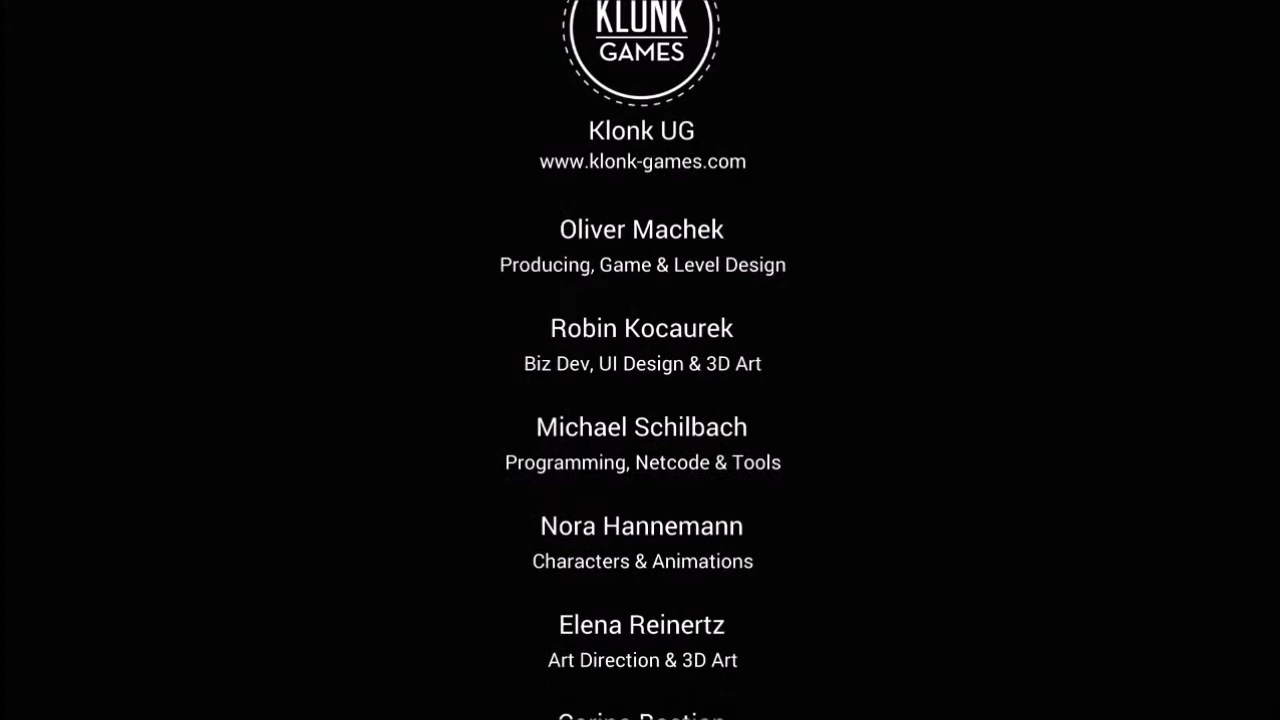 KLONK
GAMES
Klonk UG
www.klonk-games.com
Oliver Machek
Producing, Game & Level Design
Robin Kocaurek
Biz Dev, UI Design & 3D Art
Michael Schilbach
Programming, Netcode & Tools
Nora Hannemann
Characters & Animations
Elena Reinertz
Art Direction & 3D Art